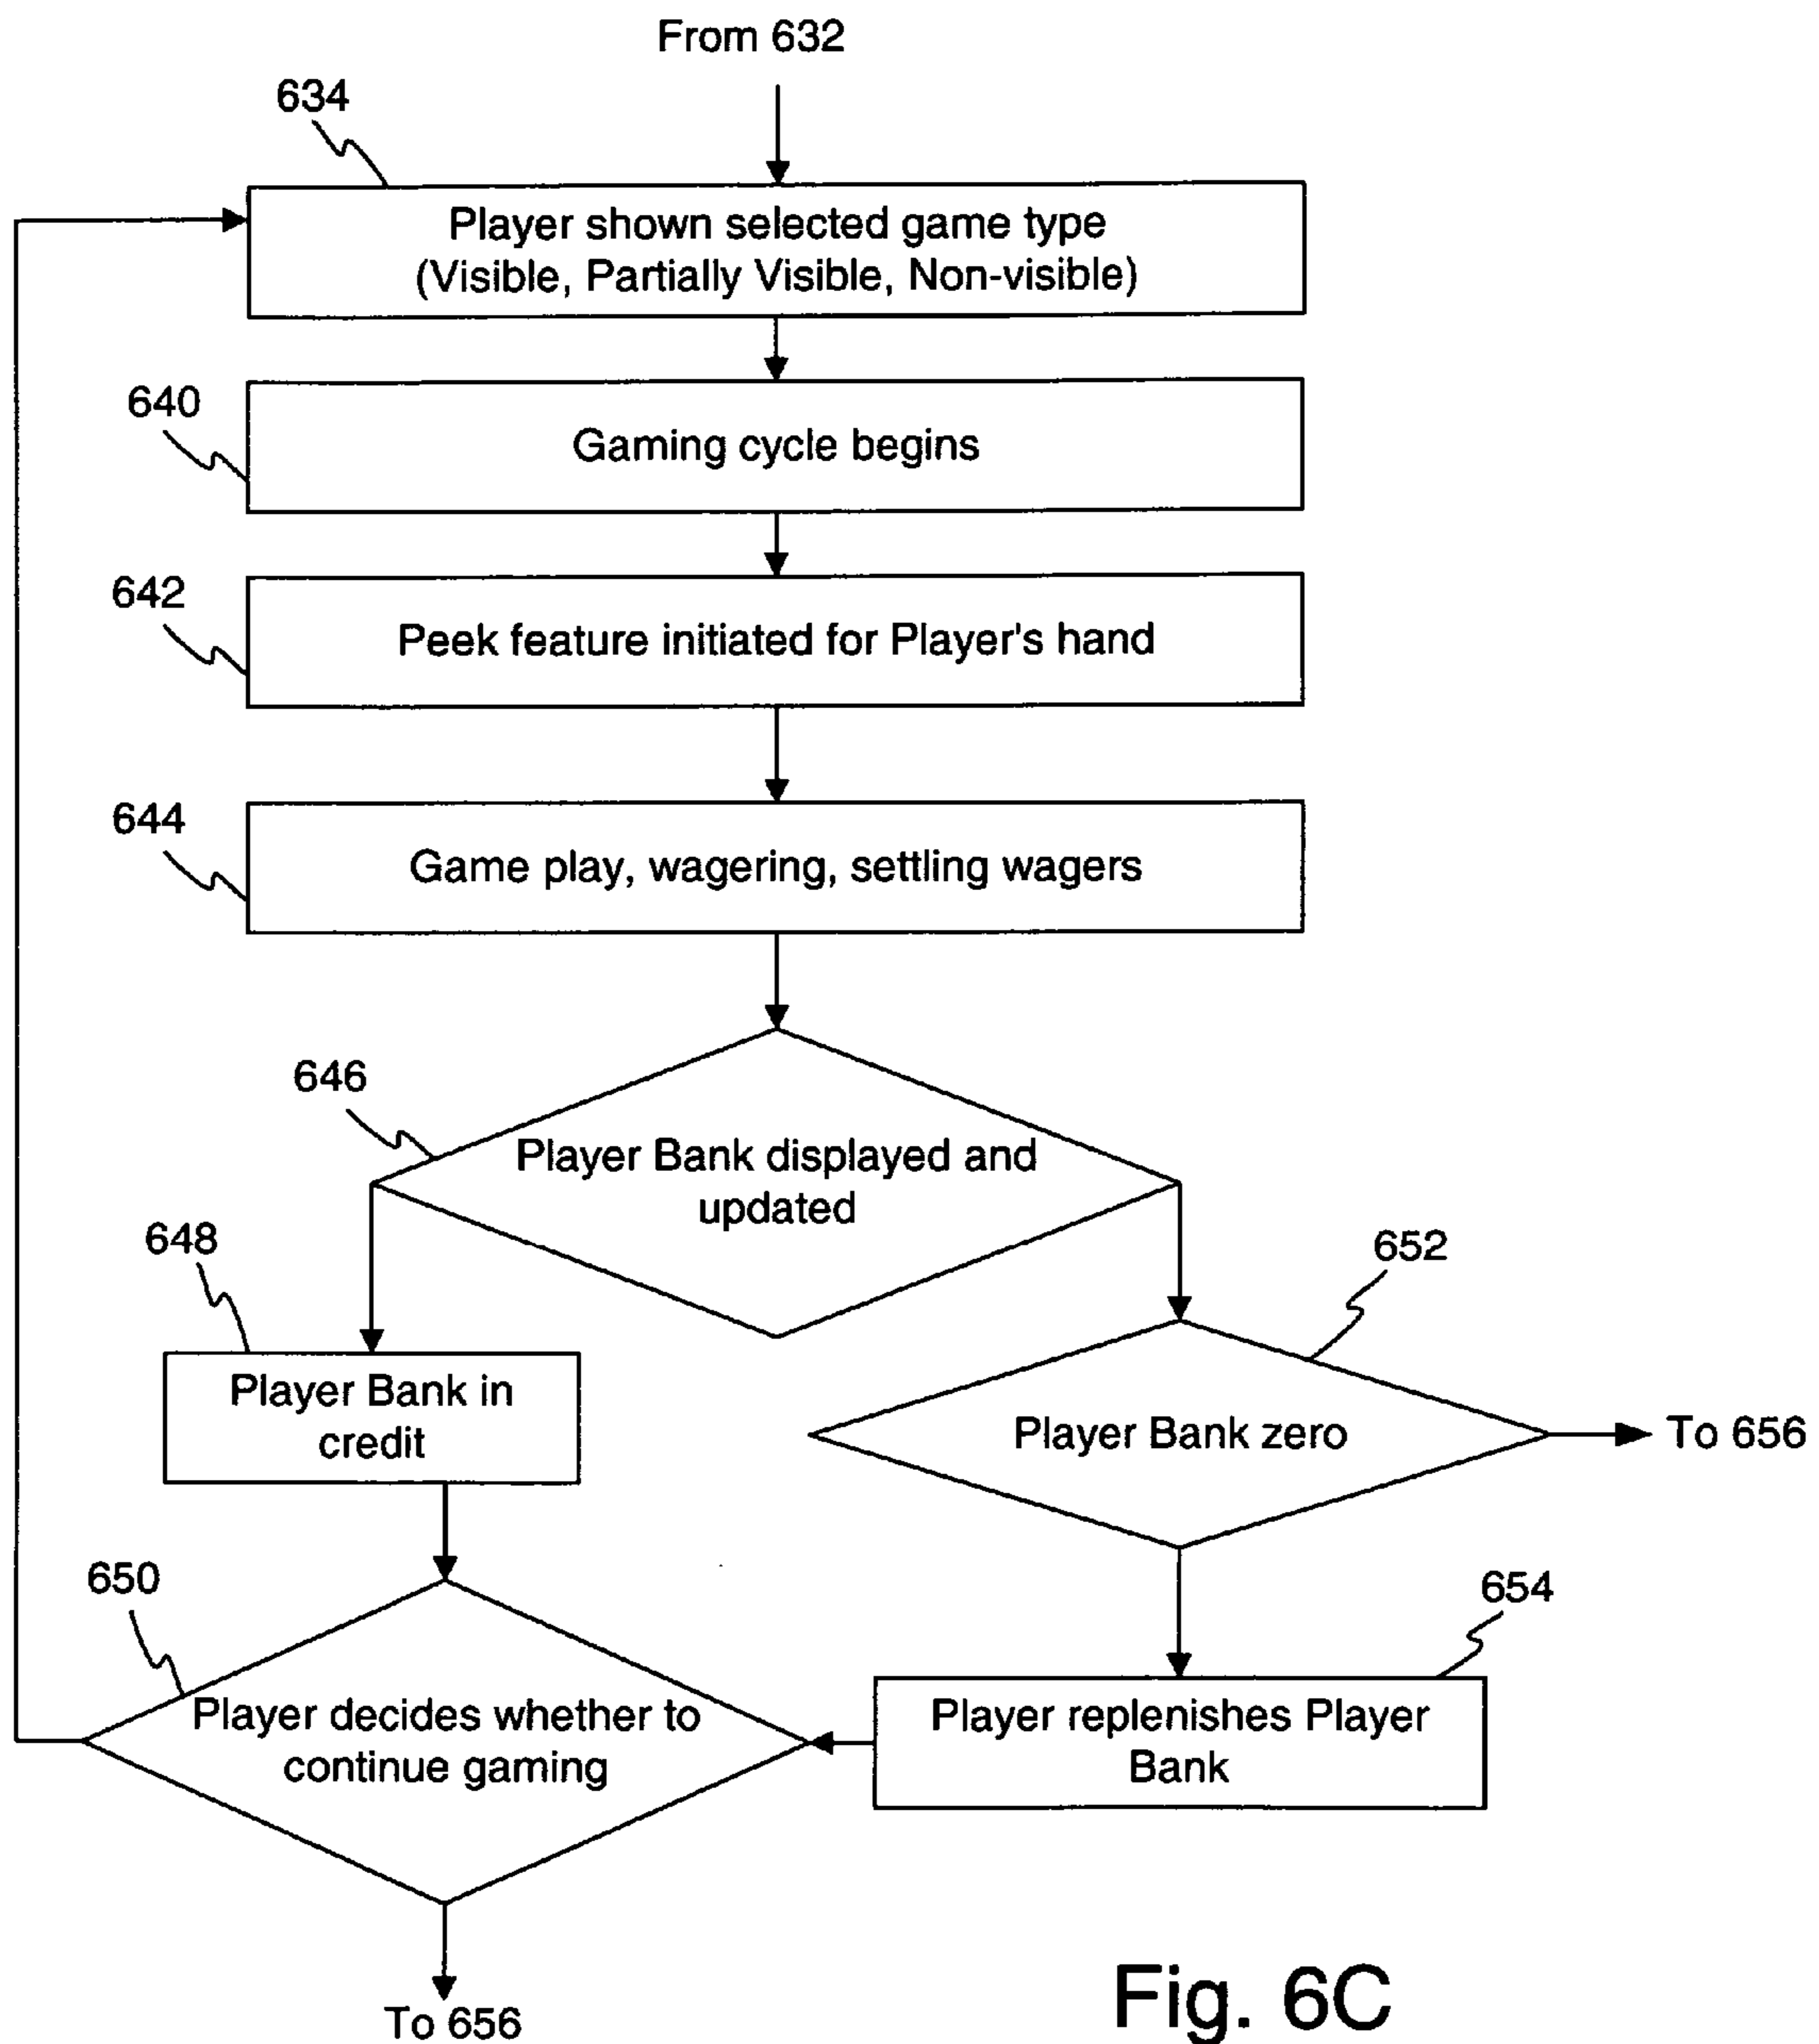 From 632
634
Player shown selected game type
(Visible, Partially Visible, Non-visible)
640
Gaming cycle begins
642
Peek feature initiated for Player's hand
644
Game play, wagering, settling wagers
646
Player Bank displayed and
updated
648
Player Bank in
credit
652
Player Bank zero
To 656
650
Player decides whether to
continue gaming
654
Player replenishes Player
Bank
To 656
Fig. 6C